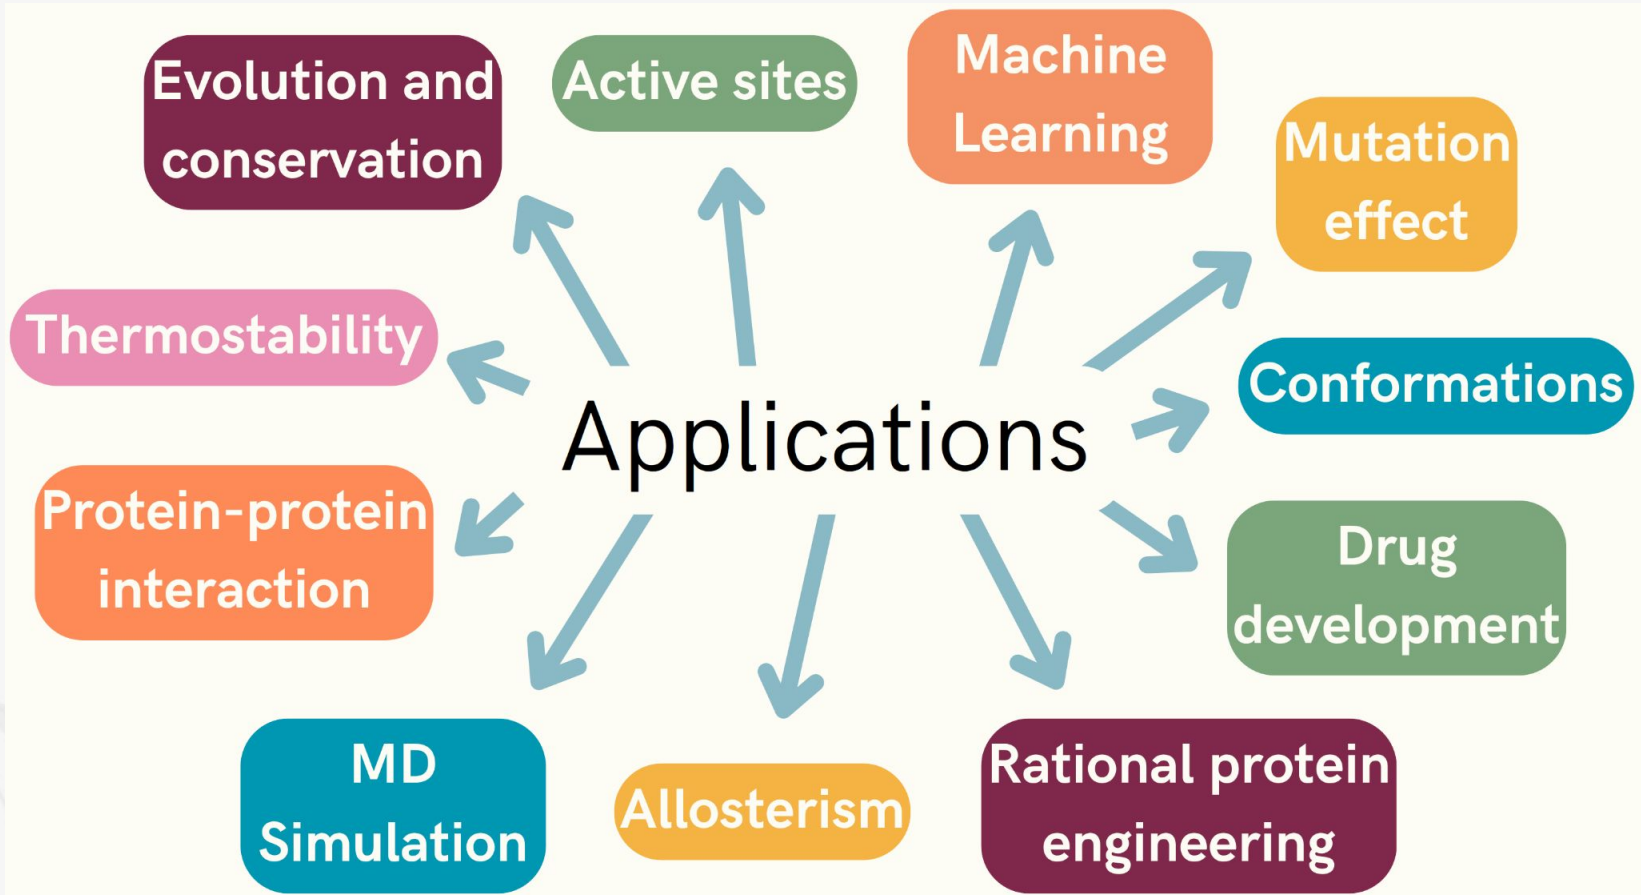 Evolution and
conservation
Active sites
Machine
Learning
Mutation
effect
Thermostability
Conformations
Applications
Protein-protein
interaction
Drug
development
MD
Simulation
Allosterism
Rational protein
engineering